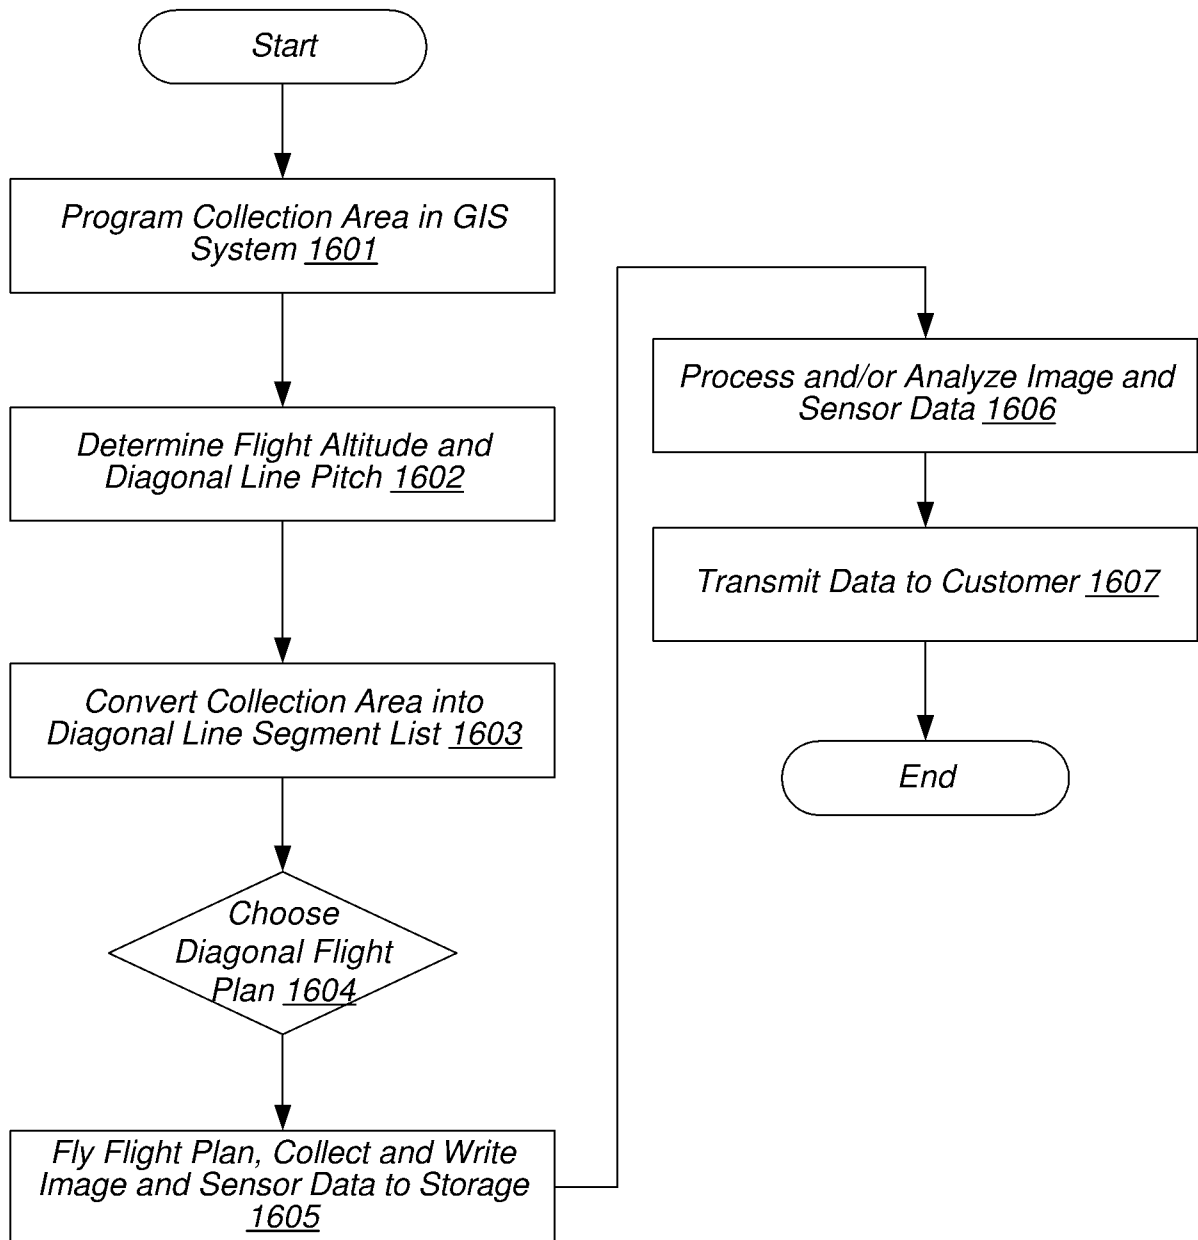 Start
Program Collection Area in GIS
System 1601
Determine Flight Altitude and
Diagonal Line Pitch 1602
Convert Collection Area into
Diagonal Line Segment List 1603
Choose
Diagonal Flight
Plan 1604
Fly Flight Plan, Collect and Write
Image and Sensor Data to Storage
1605
Process and/or Analyze Image and
Sensor Data 1606
Transmit Data to Customer 1607
End